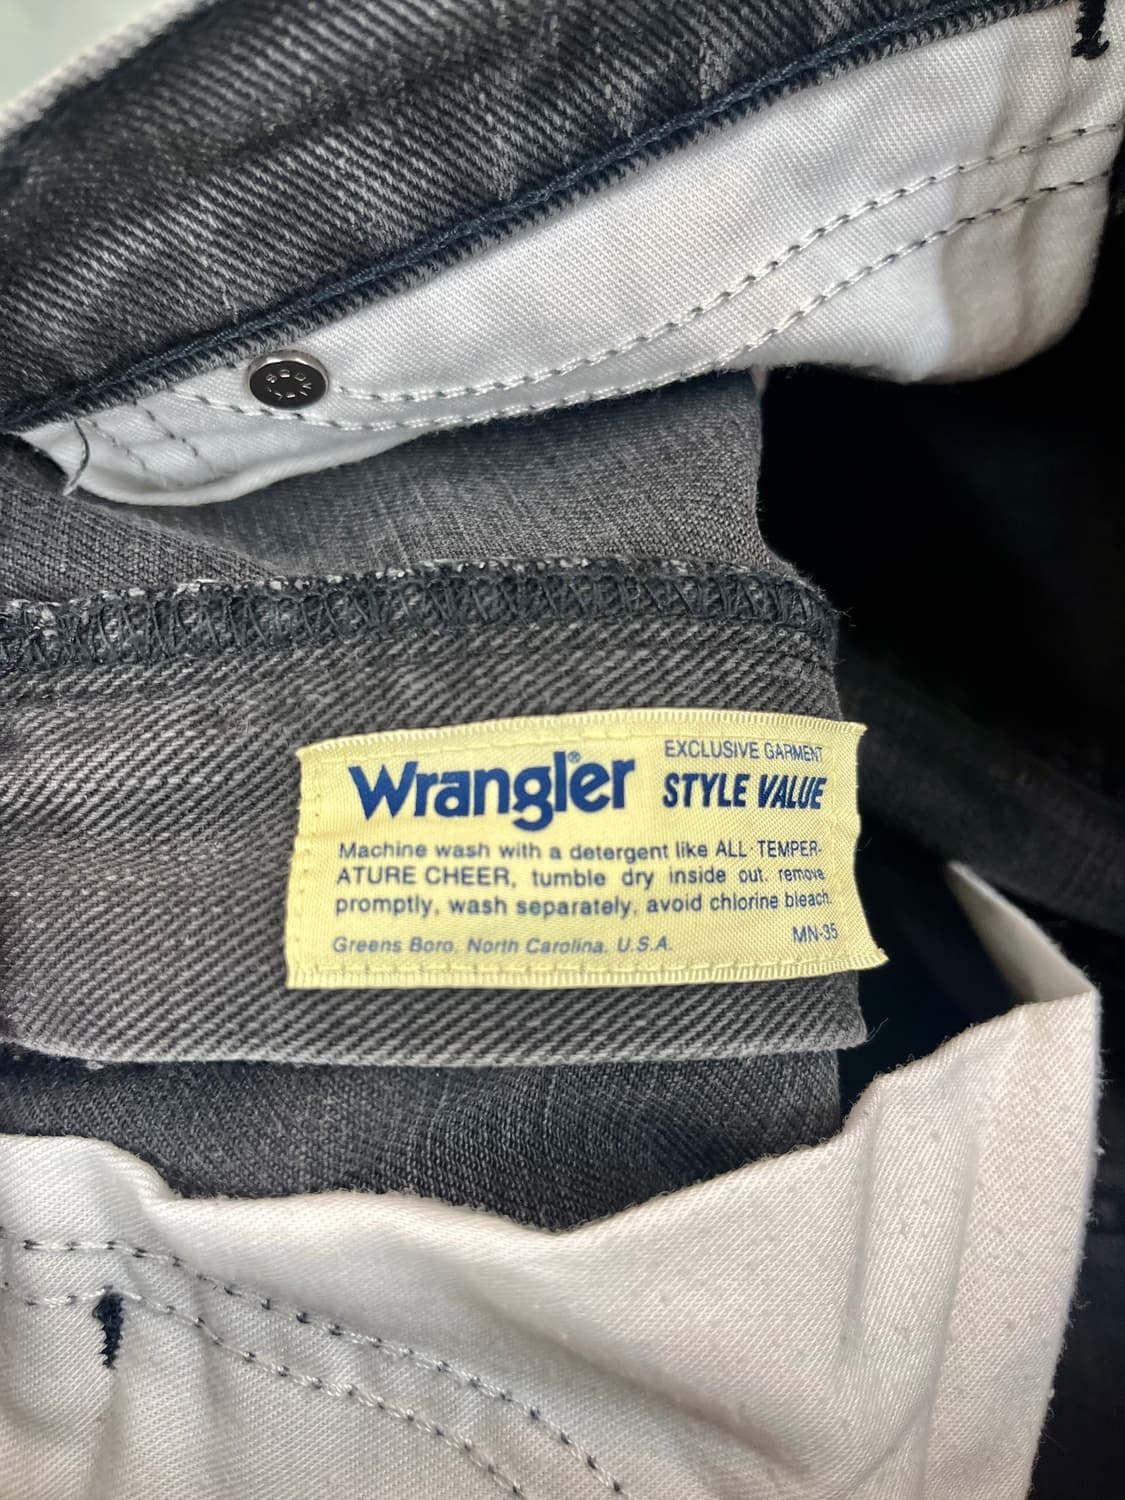 Wrangler®
EXCLUSIVE GARMENT
STYLE VALUE
Machine wash with a detergent like ALL-TEMPER-
ATURE CHEER, tumble dry inside out, remove
promptly, wash separately, avoid chlorine bleach.
Greens Boro, North Carolina, U.S.A.
MN-35